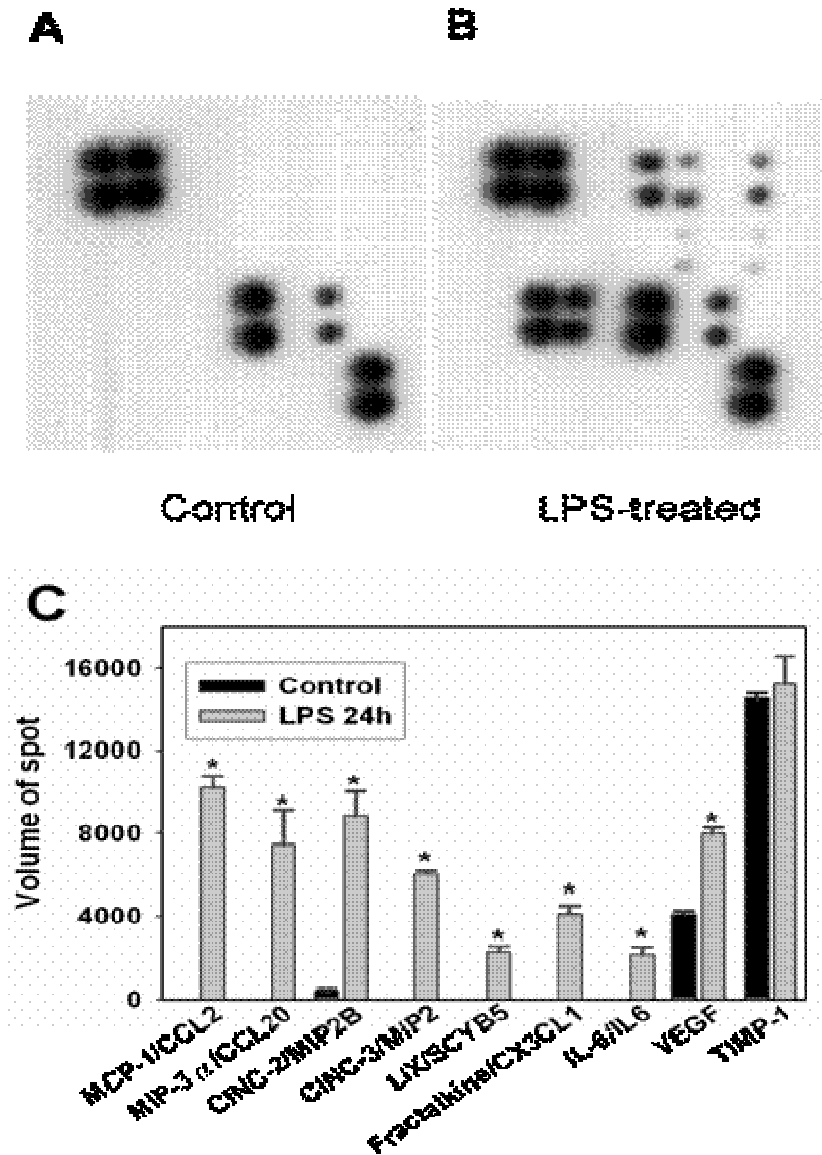 A
B
Control
LPS-treated
C
Volume of spot
16000
12000
8000
4000
0
Control
LPS 24h
*
*
*
*
*
*
*
*
MCP-1/CCL2
MIP-3 α/CCL20
CINC-2/MIP2B
CINC-3/MIP2
LIX/SCYB5
Fractalkine/CX3CL1
IL-6/IL6
VEGF
TIMP-1